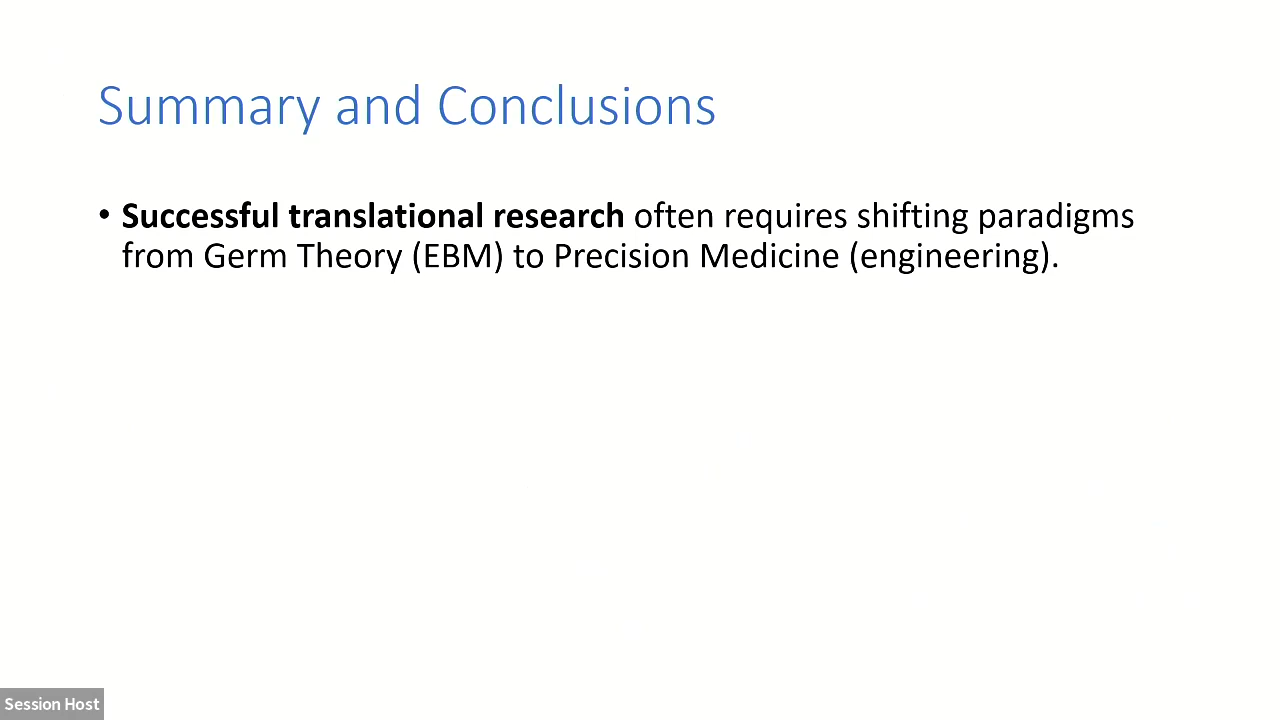 Summary and Conclusions
• Successful translational research often requires shifting paradigms
from Germ Theory (EBM) to Precision Medicine (engineering).
Session Host